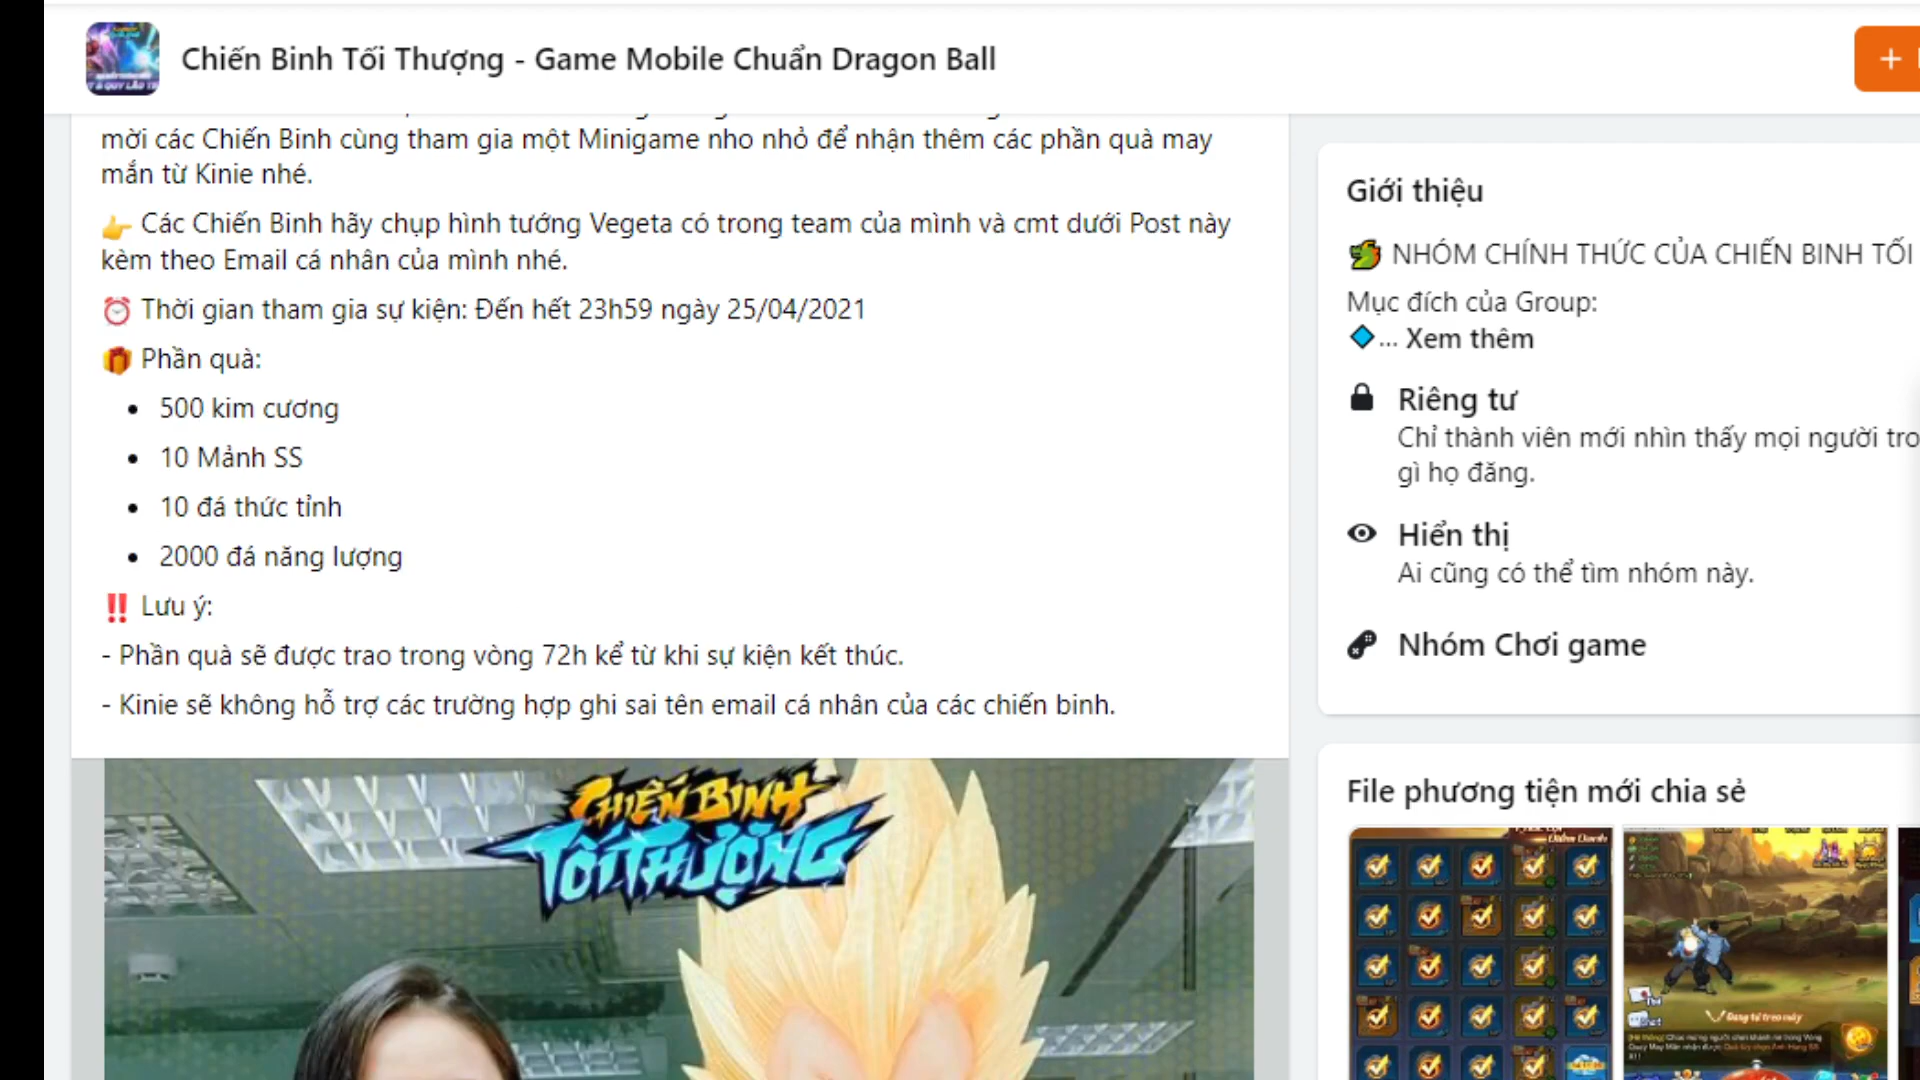 Chiến Binh Tối Thượng - Game Mobile Chuẩn Dragon Ball
mời các Chiến Binh cùng tham gia một Minigame nho nhỏ để nhận thêm các phần quà may
mắn từ Kinie nhé.
👉 Các Chiến Binh hãy chụp hình tướng Vegeta có trong team của mình và cmt dưới Post này
kèm theo Email cá nhân của mình nhé.
⏰ Thời gian tham gia sự kiện: Đến hết 23h59 ngày 25/04/2021
🎁 Phần quà:
• 500 kim cương
• 10 Mảnh SS
• 10 đá thức tỉnh
• 2000 đá năng lượng
‼️ Lưu ý:
- Phần quà sẽ được trao trong vòng 72h kể từ khi sự kiện kết thúc.
- Kinie sẽ không hỗ trợ các trường hợp ghi sai tên email cá nhân của các chiến binh.
CHIẾN BINH
TỐI THƯỢNG
Giới thiệu
🐲 NHÓM CHÍNH THỨC CỦA CHIẾN BINH TỐI
Mục đích của Group:
🔹... Xem thêm
Riêng tư
Chỉ thành viên mới nhìn thấy mọi người tro
gì họ đăng.
Hiển thị
Ai cũng có thể tìm nhóm này.
Nhóm Chơi game
File phương tiện mới chia sẻ
Điểm Danh
Đang tự treo máy